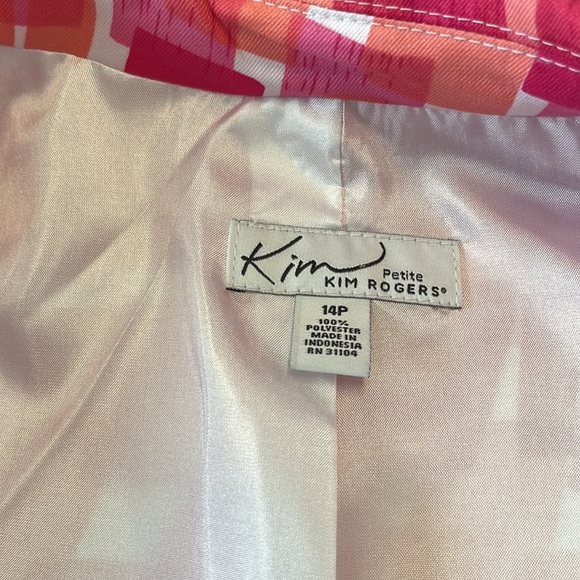 Kim
Petite
KIM ROGERS®
14P
100%
POLYESTER
MADE IN
INDONESIA
RN 31104